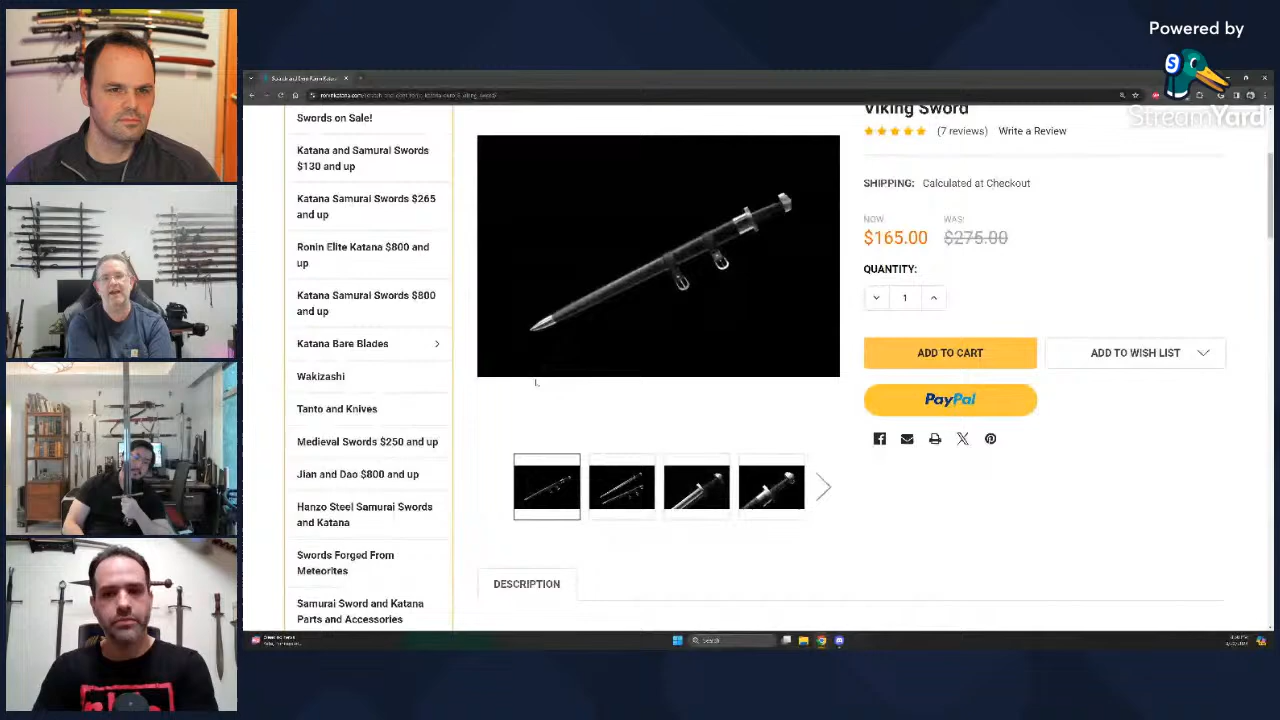 Powered by
S
StreamYard
Swords on Sale!
Katana and Samurai Swords
$130 and up
Katana Samurai Swords $265
and up
Ronin Elite Katana $800 and
up
Katana Samurai Swords $800
and up
Katana Bare Blades
Wakizashi
Tanto and Knives
Medieval Swords $250 and up
Jian and Dao $800 and up
Hanzo Steel Samurai Swords
and Katana
Swords Forged From
Meteorites
Samurai Sword and Katana
Parts and Accessories
Viking Sword
(7 reviews) Write a Review
SHIPPING: Calculated at Checkout
NOW: WAS:
$165.00 $275.00
QUANTITY:
1
ADD TO CART
ADD TO WISH LIST
PayPal
DESCRIPTION
Search